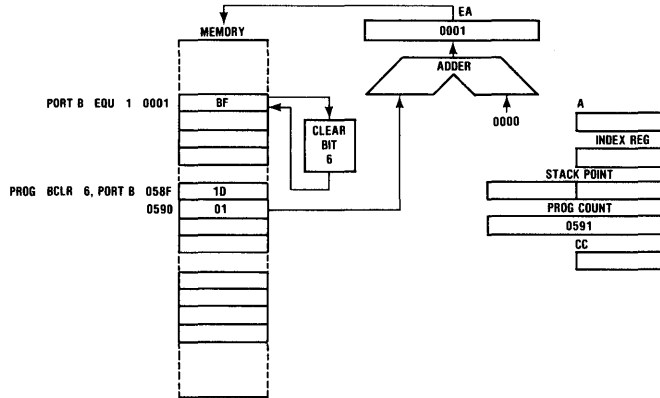 EA
0001
MEMORY
ADDER
PORT B EQU 1 0001 BF
0000
CLEAR
BIT
6
A
INDEX REG
STACK POINT
PROG BCLR 6, PORT B 058F 1D
0590 01
PROG COUNT
0591
CC